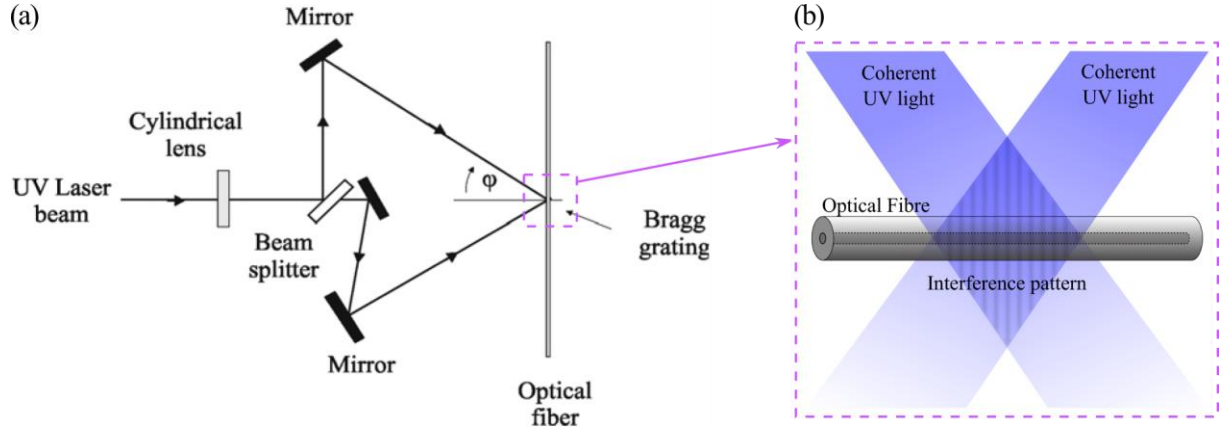 (a)
Mirror
Cylindrical
lens
UV Laser
beam
Beam
splitter
Mirror
φ
Bragg
grating
Optical
fiber
(b)
Coherent
UV light
Coherent
UV light
Optical Fibre
Interference pattern